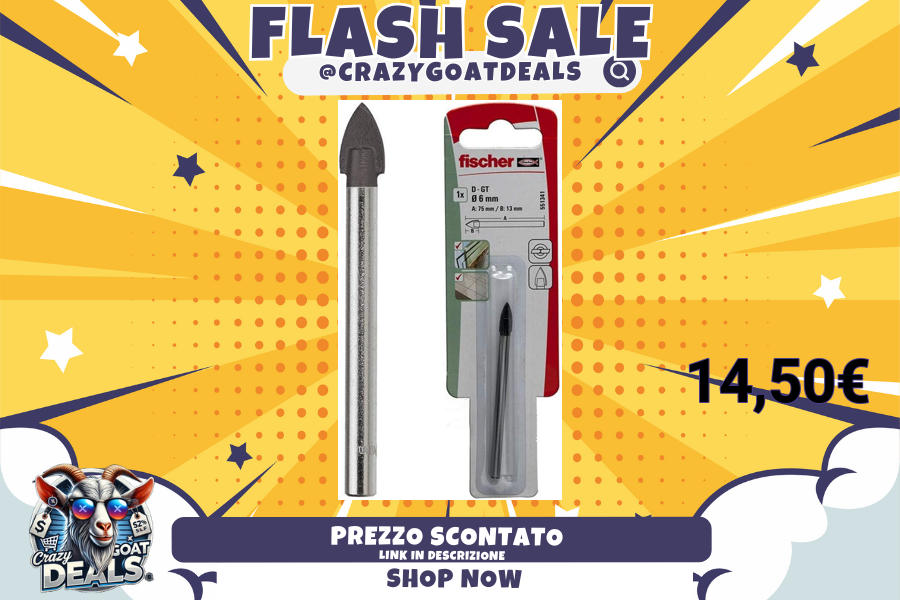 FLASH SALE
@CRAZYGOATDEALS
fischer
1x
D - GT
Ø 6 mm
A: 75 mm / B: 13 mm
551341
A
B
14,50€
$
52%
Crazy
GOAT
DEALS
PREZZO SCONTATO
LINK IN DESCRIZIONE
SHOP NOW